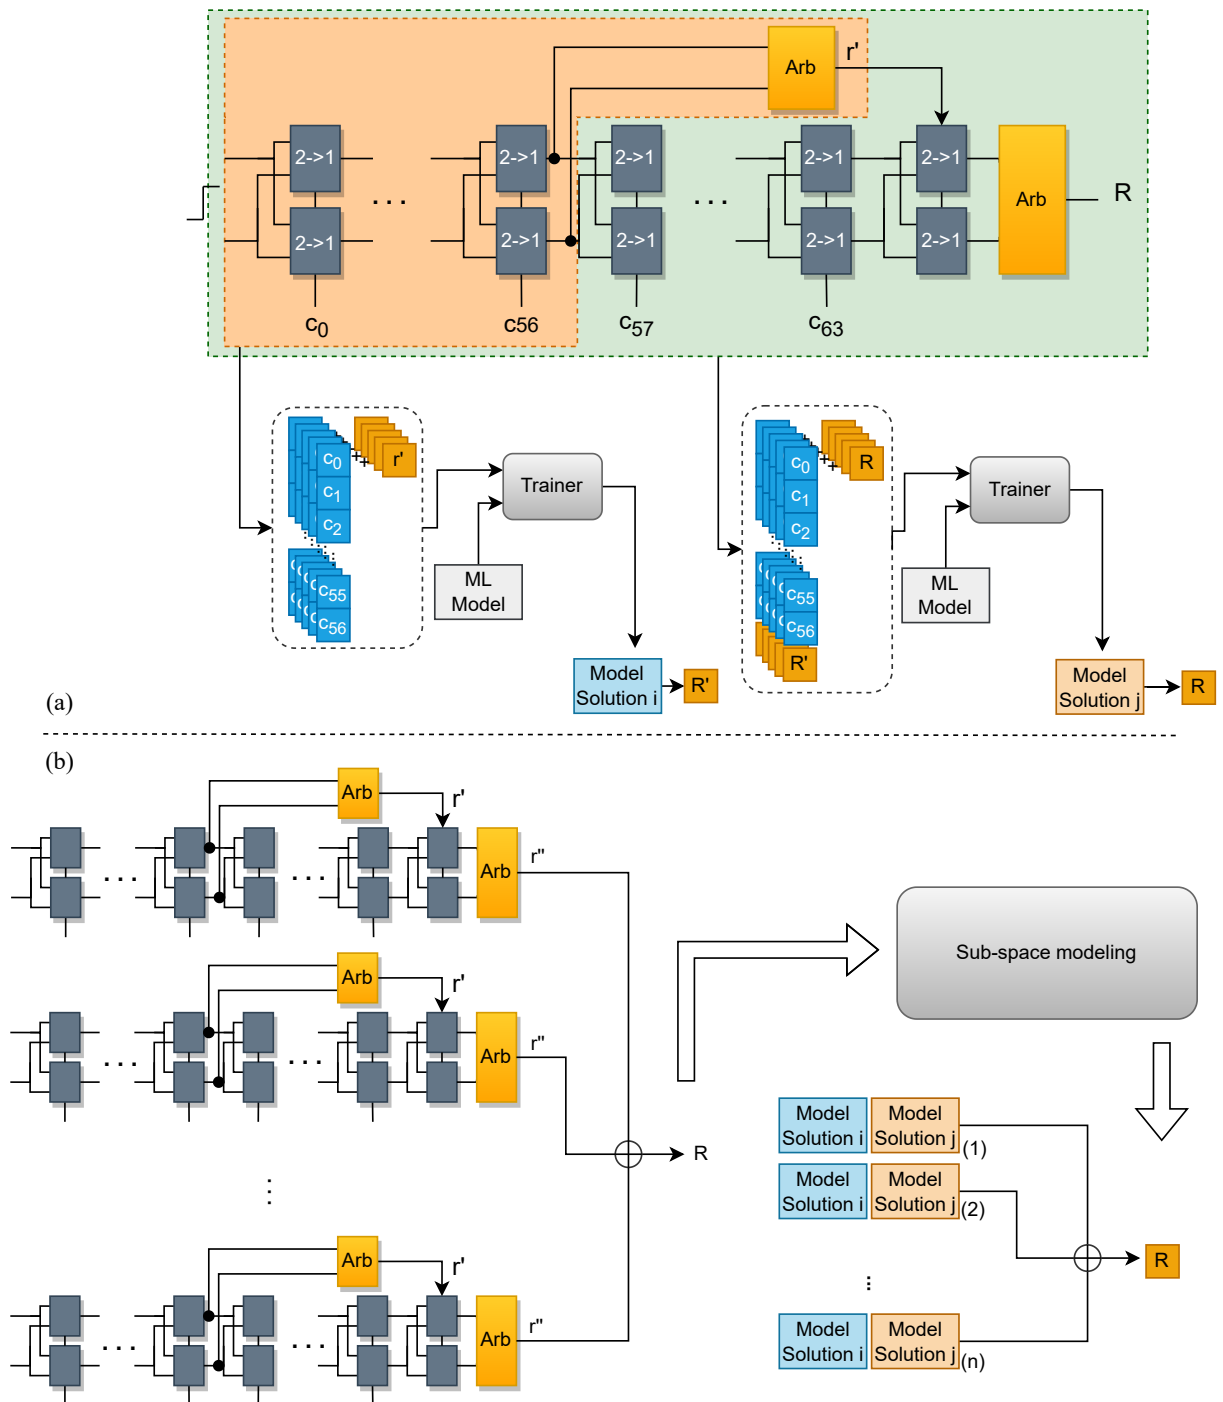 Arb
r'
2->1
2->1
2->1
2->1
2->1
2->1
. . .
. . .
2->1
2->1
2->1
2->1
Arb
R
c0
c56
c57
c63
c0
c1
c2
c55
c56
+
+
r'
Trainer
ML
Model
Model
Solution i
R'
c0
c1
c2
c55
c56
R'
+
+
R
Trainer
ML
Model
Model
Solution j
R
(a)
(b)
Arb
r'
. . .
. . .
Arb
r''
Arb
r'
. . .
. . .
Arb
r''
R
Arb
r'
. . .
. . .
Arb
r''
Sub-space modeling
Model
Solution i
Model
Solution j
(1)
Model
Solution i
Model
Solution j
(2)
R
Model
Solution i
Model
Solution j
(n)